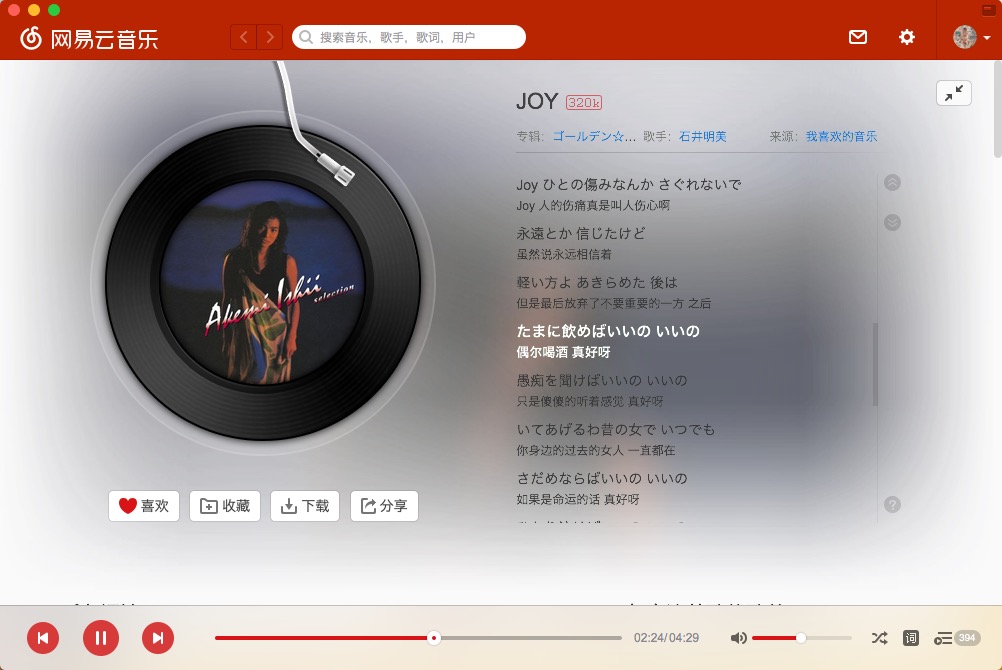 网易云音乐
搜索音乐，歌手，歌词，用户
JOY 320k
专辑：ゴールデン☆... 歌手：石井明美 来源：我喜欢的音乐
Akemi Ishii
selection
Joy ひとの傷みなんか さぐれないで
Joy 人的伤痛真是叫人伤心啊
永遠とか 信じたけど
虽然说永远相信着
軽い方よ あきらめた 後は
但是最后放弃了不要重要的一方 之后
たまに飲めばいいの いいの
偶尔喝酒 真好呀
愚痴を聞けばいいの いいの
只是傻傻的听着感觉 真好呀
いてあげるわ昔の女で いつでも
你身边的过去的女人 一直都在
さだめならばいいの いいの
如果是命运的话 真好呀
喜欢 收藏 下载 分享
?
02:24/04:29
词
394